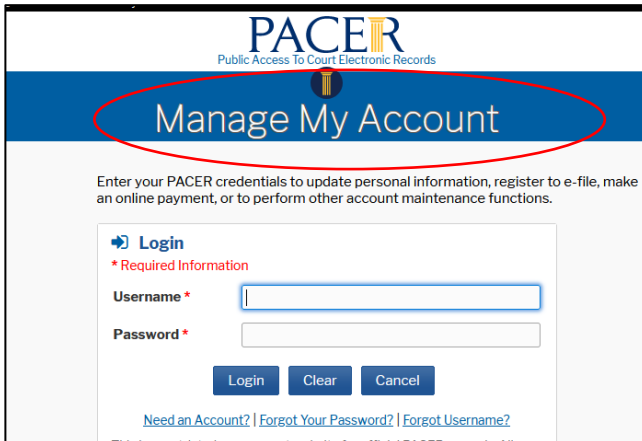 PACER
Public Access To Court Electronic Records
Manage My Account
Enter your PACER credentials to update personal information, register to e-file, make
an online payment, or to perform other account maintenance functions.
Login
* Required Information
Username *
Password *
Login Clear Cancel
Need an Account? | Forgot Your Password? | Forgot Username?